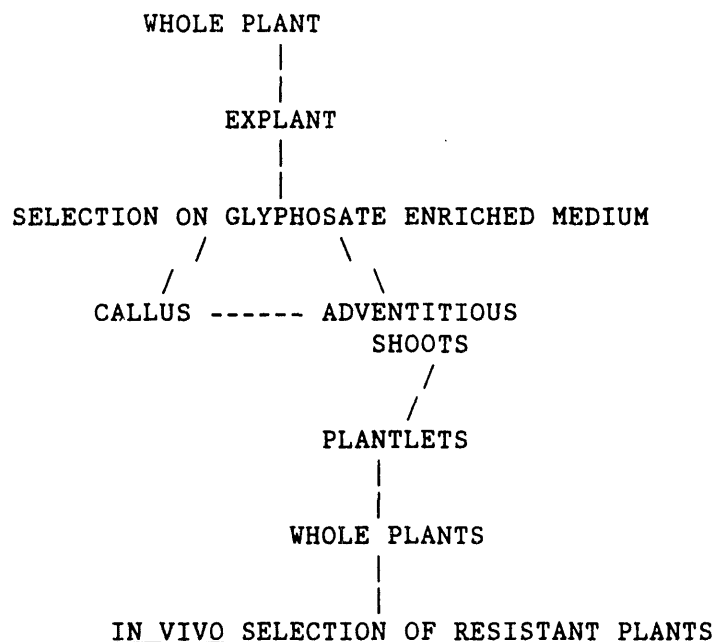 WHOLE PLANT
EXPLANT
SELECTION ON GLYPHOSATE ENRICHED MEDIUM
CALLUS ------ ADVENTITIOUS
SHOOTS
PLANTLETS
WHOLE PLANTS
IN VIVO SELECTION OF RESISTANT PLANTS